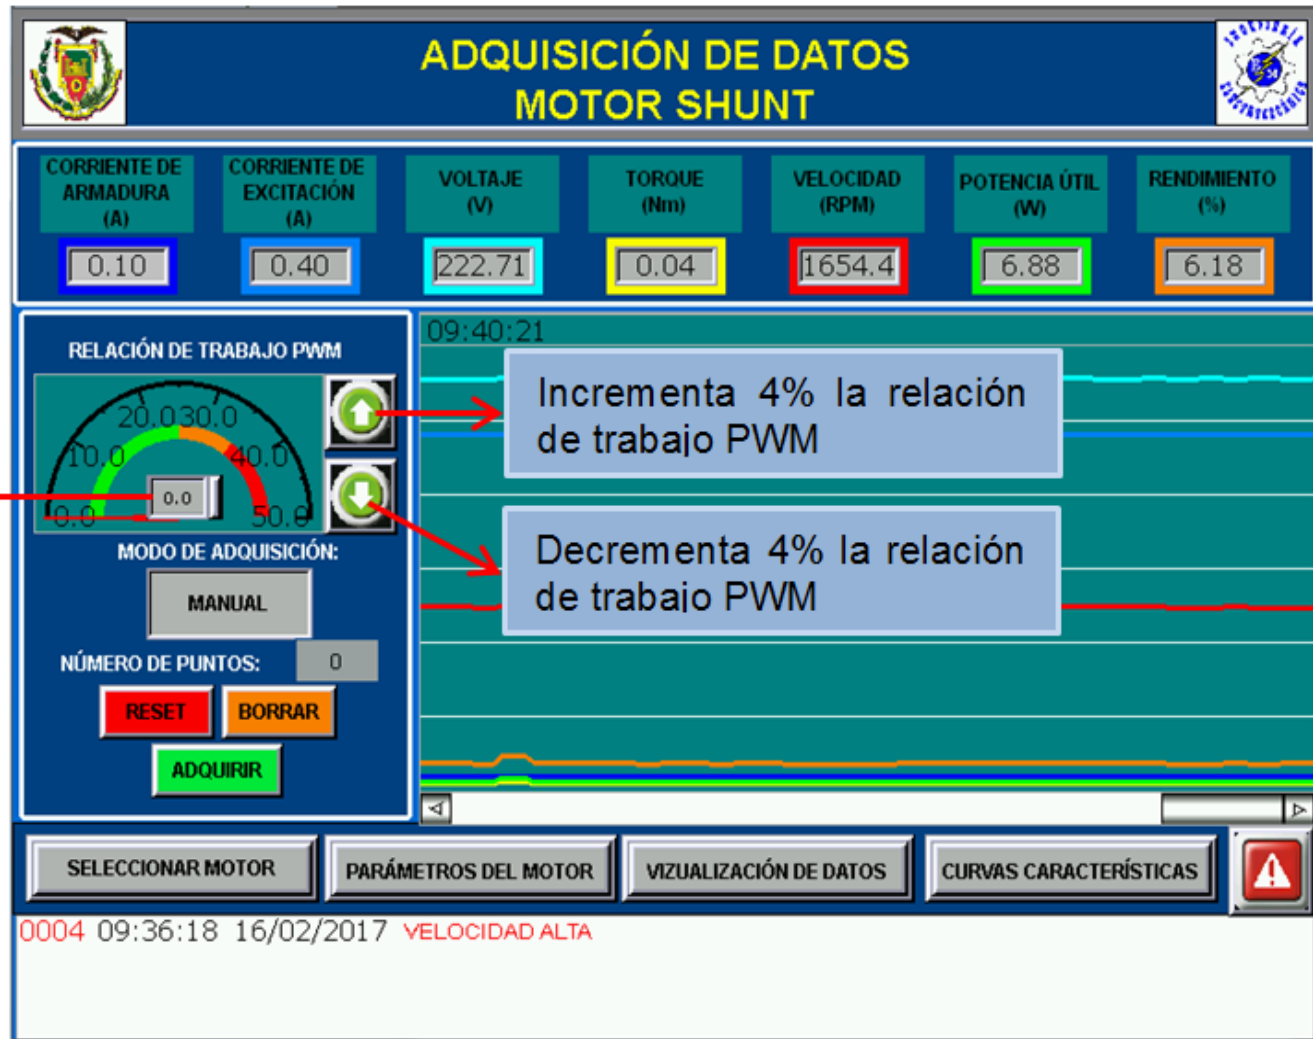 ADQUISICIÓN DE DATOS
MOTOR SHUNT
CORRIENTE DE
ARMADURA
(A)
CORRIENTE DE
EXCITACIÓN
(A)
VOLTAJE
(V)
TORQUE
(Nm)
VELOCIDAD
(RPM)
POTENCIA ÚTIL
(W)
RENDIMIENTO
(%)
0.10
0.40
222.71
0.04
1654.4
6.88
6.18
RELACIÓN DE TRABAJO PWM
0.0
10.0
20.0
30.0
40.0
50.0
0.0
MODO DE ADQUISICIÓN:
MANUAL
NÚMERO DE PUNTOS: 0
RESET
BORRAR
ADQUIRIR
09:40:21
Incrementa 4% la relación
de trabajo PWM
Decrementa 4% la relación
de trabajo PWM
SELECCIONAR MOTOR
PARÁMETROS DEL MOTOR
VIZUALIZACIÓN DE DATOS
CURVAS CARACTERÍSTICAS
0004 09:36:18 16/02/2017 VELOCIDAD ALTA